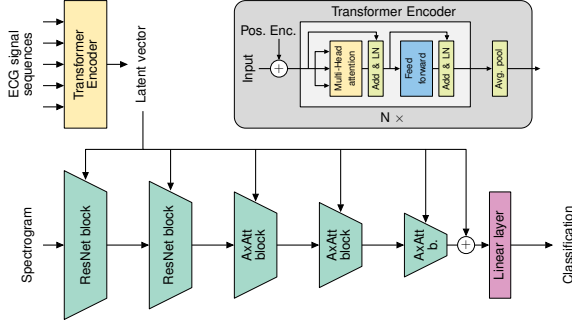 ECG signal
sequences
Transformer
Encoder
Latent vector
Transformer Encoder
Pos. Enc.
Input
Multi-Head
attention
Add & LN
Feed
forward
Add & LN
Avg. pool
N ×
Spectrogram
ResNet block
ResNet block
AxAtt
block
AxAtt
block
AxAtt
b.
Linear layer
Classification